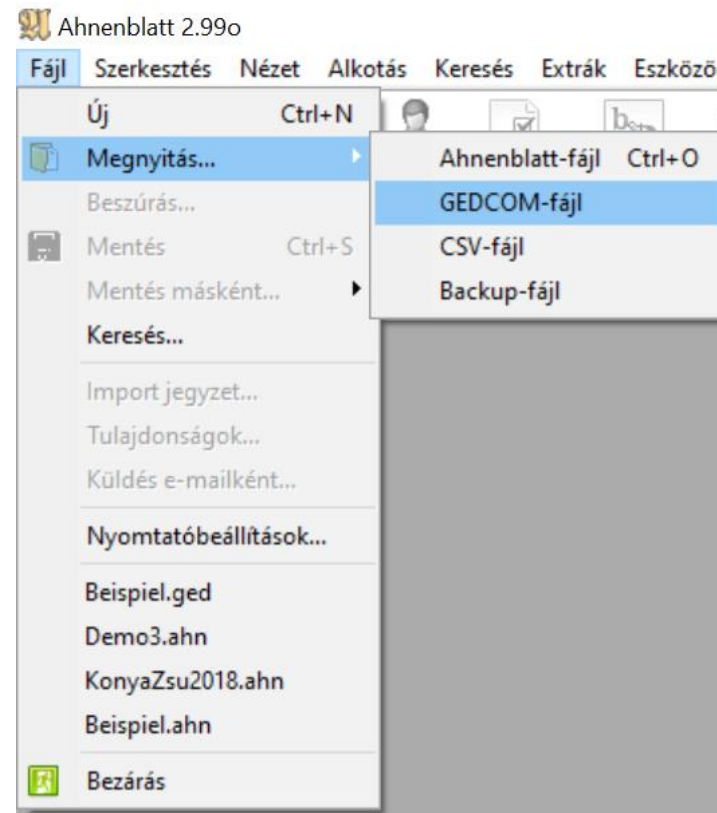 Ahnenblatt 2.99o
Fájl Szerkesztés Nézet Alkotás Keresés Extrák
Új Ctrl+N
Megnyitás...
Ahnenblatt-fájl Ctrl+O
GEDCOM-fájl
CSV-fájl
Backup-fájl
Beszúrás...
Mentés Ctrl+S
Mentés másként...
Keresés...
Import jegyzet...
Tulajdonságok...
Küldés e-mailként...
Nyomtatóbeállítások...
Beispiel.ged
Demo3.ahn
KonyaZsu2018.ahn
Beispiel.ahn
Bezárás